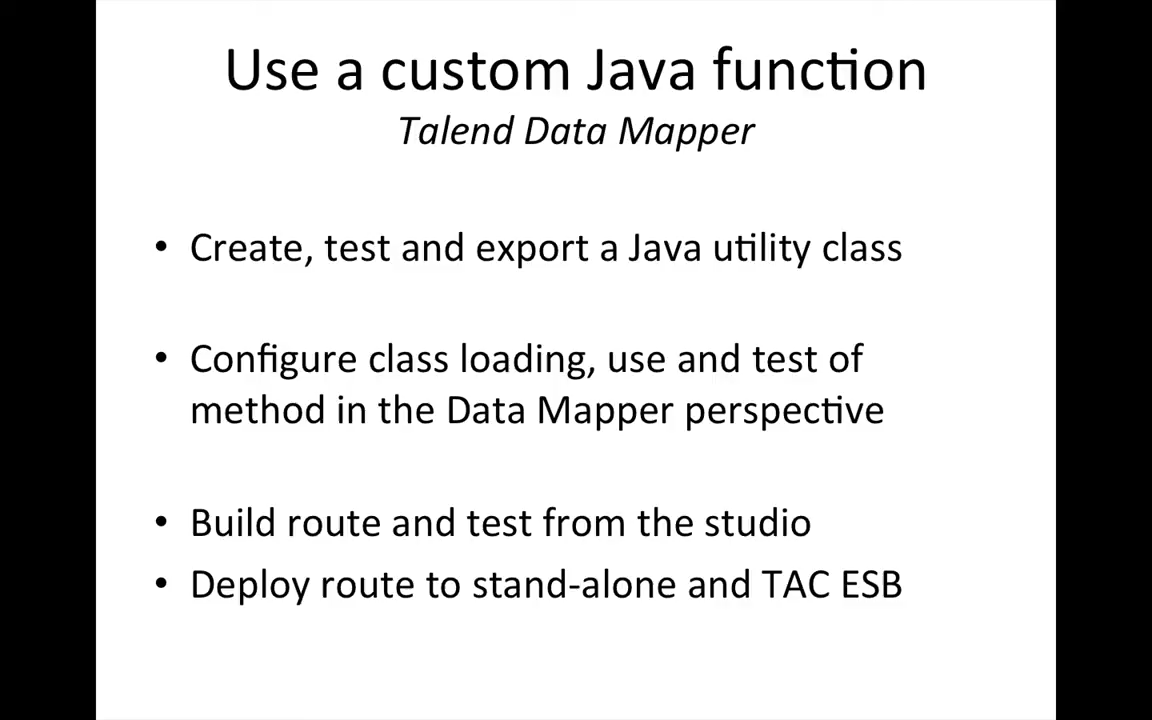 Use a custom Java function
Talend Data Mapper
• Create, test and export a Java utility class
• Configure class loading, use and test of
method in the Data Mapper perspective
• Build route and test from the studio
• Deploy route to stand-alone and TAC ESB